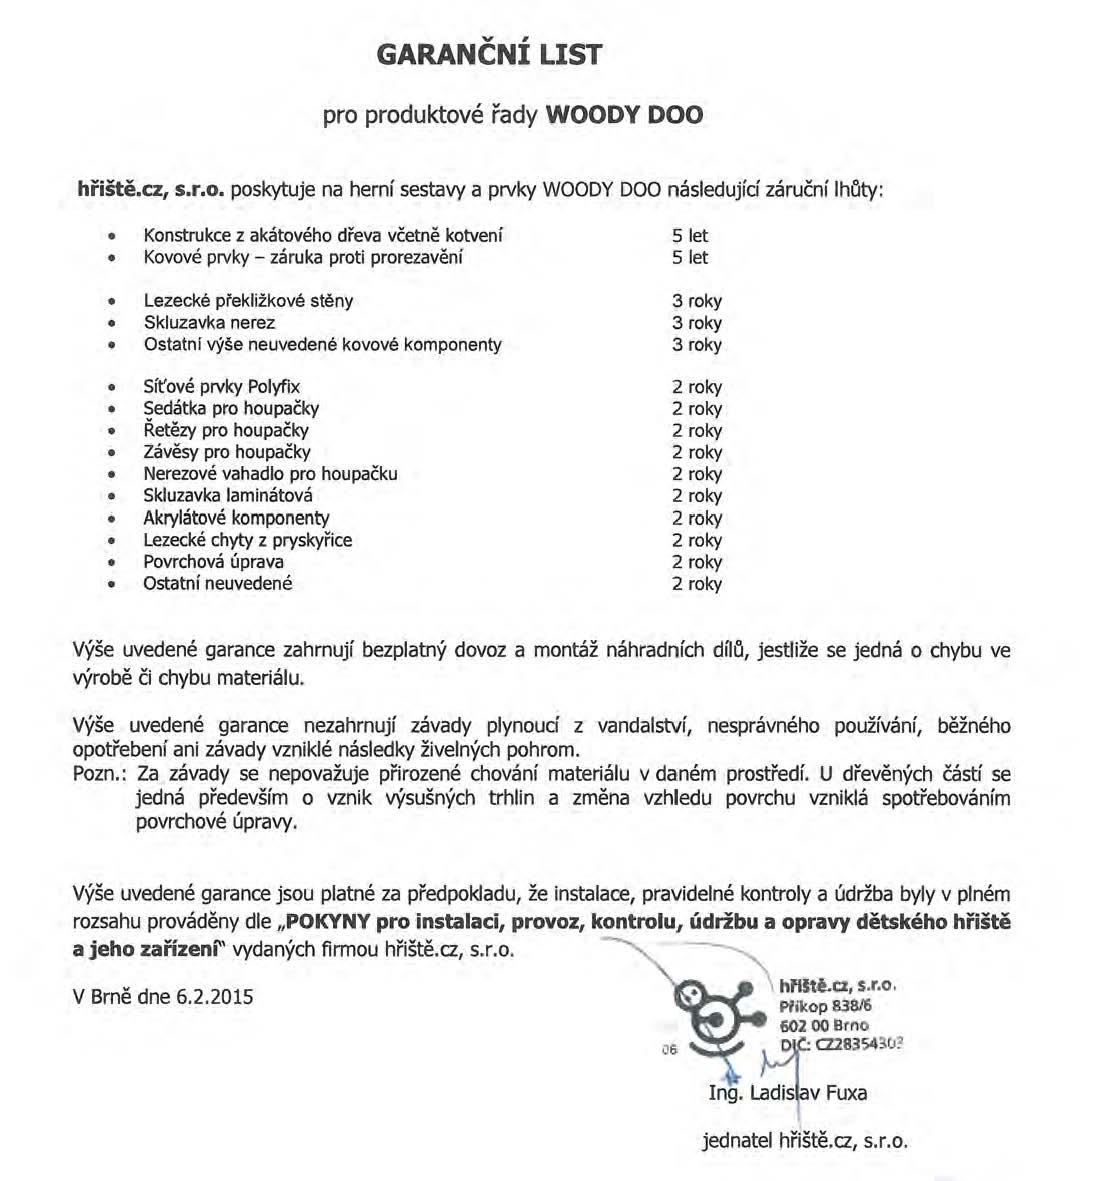 GARANČNÍ LIST
pro produktové řady WOODY DOO
hřiště.cz, s.r.o. poskytuje na herní sestavy a prvky WOODY DOO následující záruční lhůty:
• Konstrukce z akátového dřeva včetně kotvení 5 let
• Kovové prvky – záruka proti prorezavění 5 let
• Lezecké překližkové stěny 3 roky
• Skluzavka nerez 3 roky
• Ostatní výše neuvedené kovové komponenty 3 roky
• Síťové prvky Polyfix 2 roky
• Sedátka pro houpačky 2 roky
• Řetězy pro houpačky 2 roky
• Závěsy pro houpačky 2 roky
• Nerezové vahadlo pro houpačku 2 roky
• Skluzavka laminátová 2 roky
• Akrylátové komponenty 2 roky
• Lezecké chyty z pryskyřice 2 roky
• Povrchová úprava 2 roky
• Ostatní neuvedené 2 roky
Výše uvedené garance zahrnují bezplatný dovoz a montáž náhradních dílů, jestliže se jedná o chybu ve
výrobě či chybu materiálu.
Výše uvedené garance nezahrnují závady plynoucí z vandalství, nesprávného používání, běžného
opotřebení ani závady vzniklé následky živelných pohrom.
Pozn.: Za závady se nepovažuje přirozené chování materiálu v daném prostředí. U dřevěných částí se
jedná především o vznik výsušných trhlin a změna vzhledu povrchu vzniklá spotřebováním
povrchové úpravy.
Výše uvedené garance jsou platné za předpokladu, že instalace, pravidelné kontroly a údržba byly v plném
rozsahu prováděny dle „POKYNY pro instalaci, provoz, kontrolu, údržbu a opravy dětského hřiště
a jeho zařízení" vydaných firmou hřiště.cz, s.r.o.
V Brně dne 6.2.2015
hřiště.cz, s.r.o.
Příkop 838/6
602 00 Brno
06 DIČ: CZ28354303
Ing. Ladislav Fuxa
jednatel hřiště.cz, s.r.o.